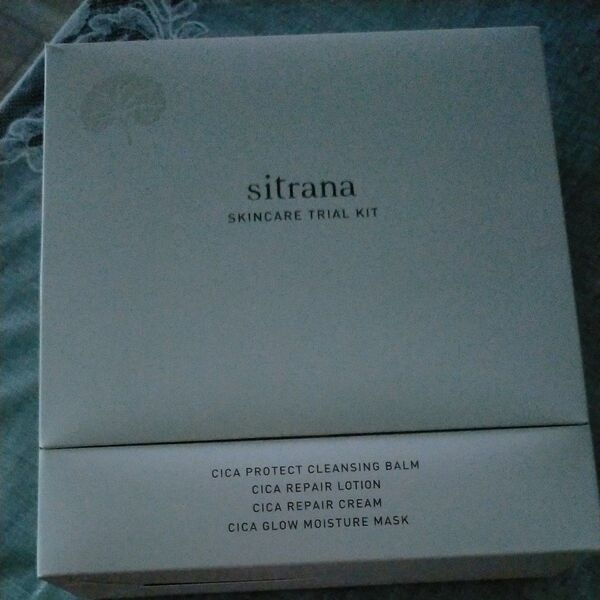 sitrana
SKINCARE TRIAL KIT
CICA PROTECT CLEANSING BALM
CICA REPAIR LOTION
CICA REPAIR CREAM
CICA GLOW MOISTURE MASK